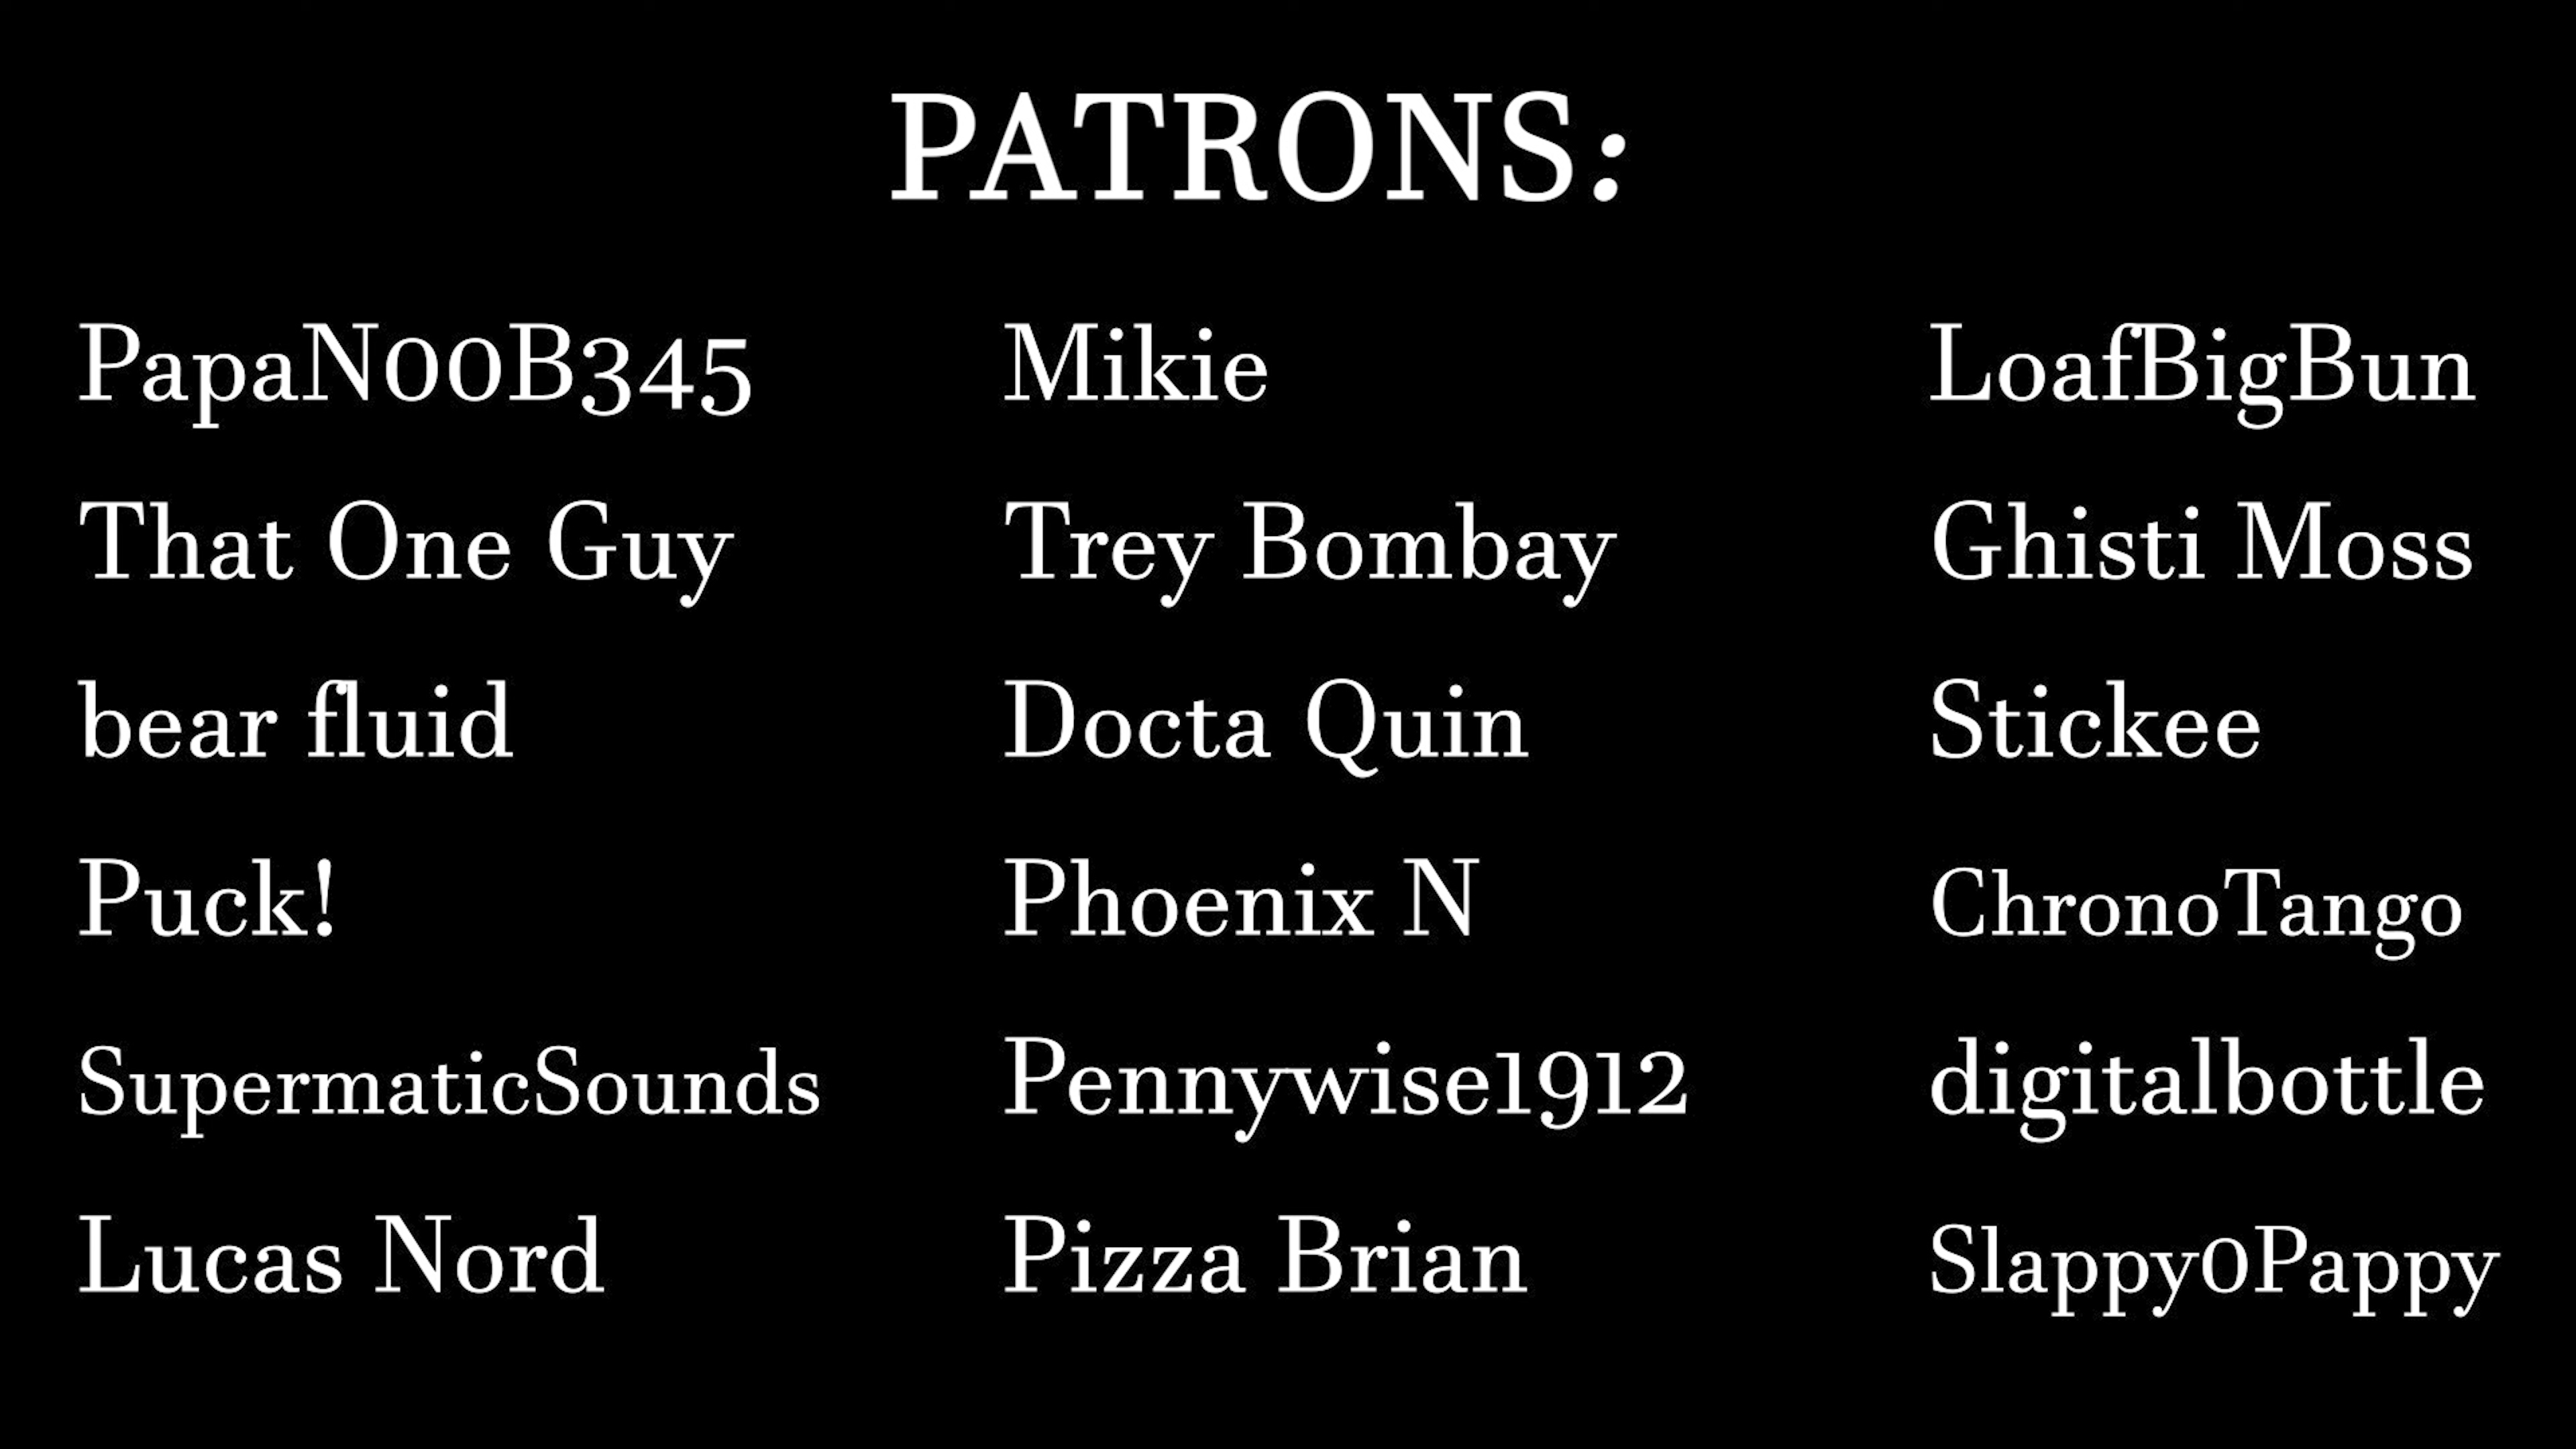 PATRONS:
PapaN00B345
Mikie
LoafBigBun
That One Guy
Trey Bombay
Ghisti Moss
bear fluid
Docta Quin
Stickee
Puck!
Phoenix N
ChronoTango
SupermaticSounds
Pennywise1912
digitalbottle
Lucas Nord
Pizza Brian
Slappy0Pappy